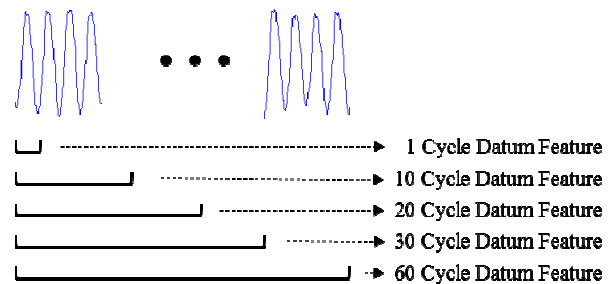 1 Cycle Datum Feature
10 Cycle Datum Feature
20 Cycle Datum Feature
30 Cycle Datum Feature
60 Cycle Datum Feature